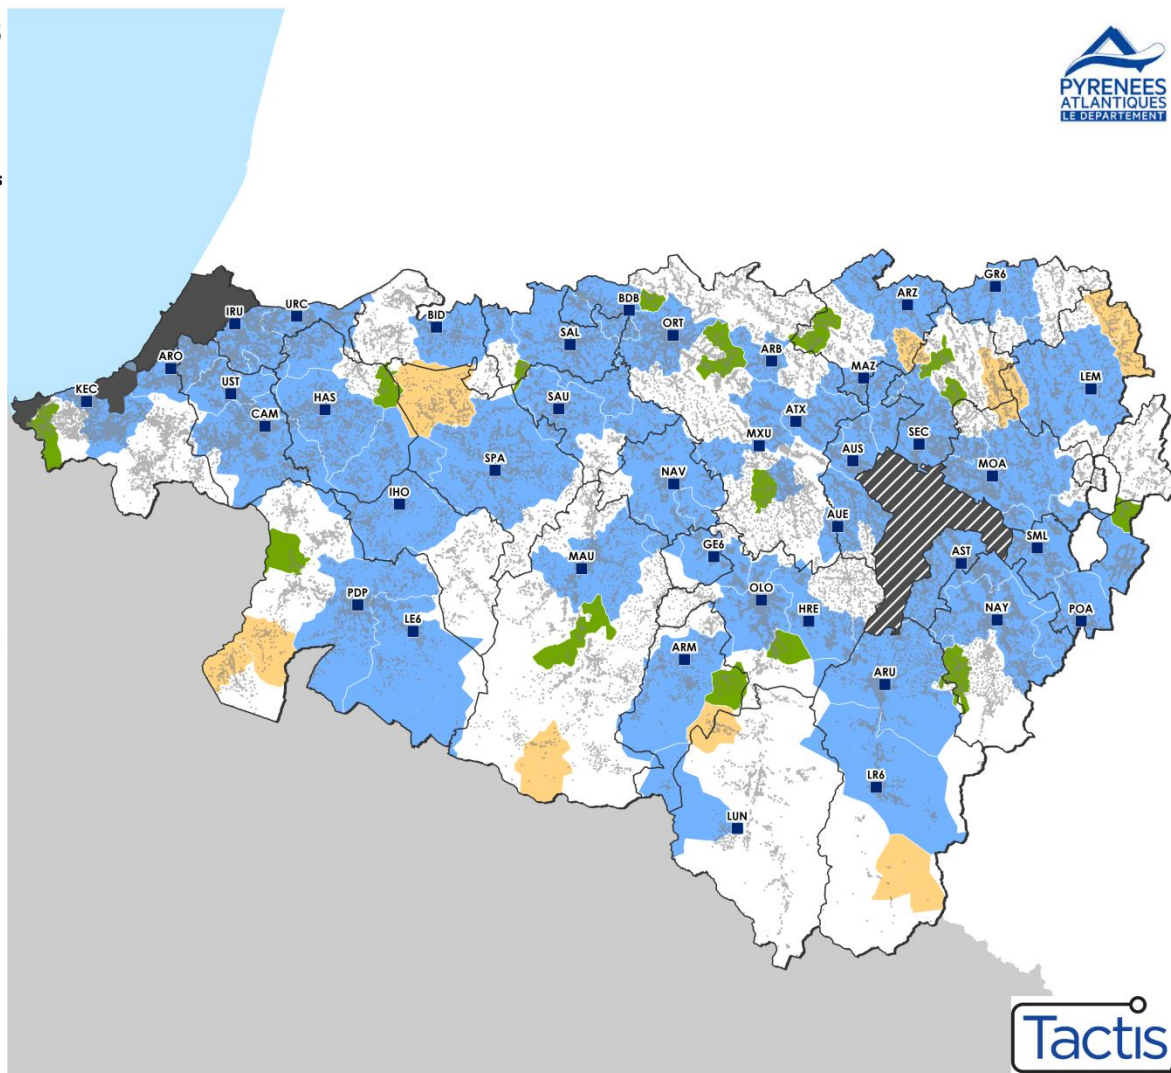 PYRENEES
ATLANTIQUES
LE DEPARTEMENT
GR6
ARZ
BDB
URC
IRU
BID
ORT
SAL
ARB
ARO
MAZ
LEM
KEC
UST
HAS
SAU
CAM
ATX
SEC
MXU
AUS
SPA
NAV
MOA
IHO
AUE
SML
GE6
AST
MAU
OLO
PDP
HRE
NAY
POA
LE6
ARM
ARU
LR6
LUN
Tactis